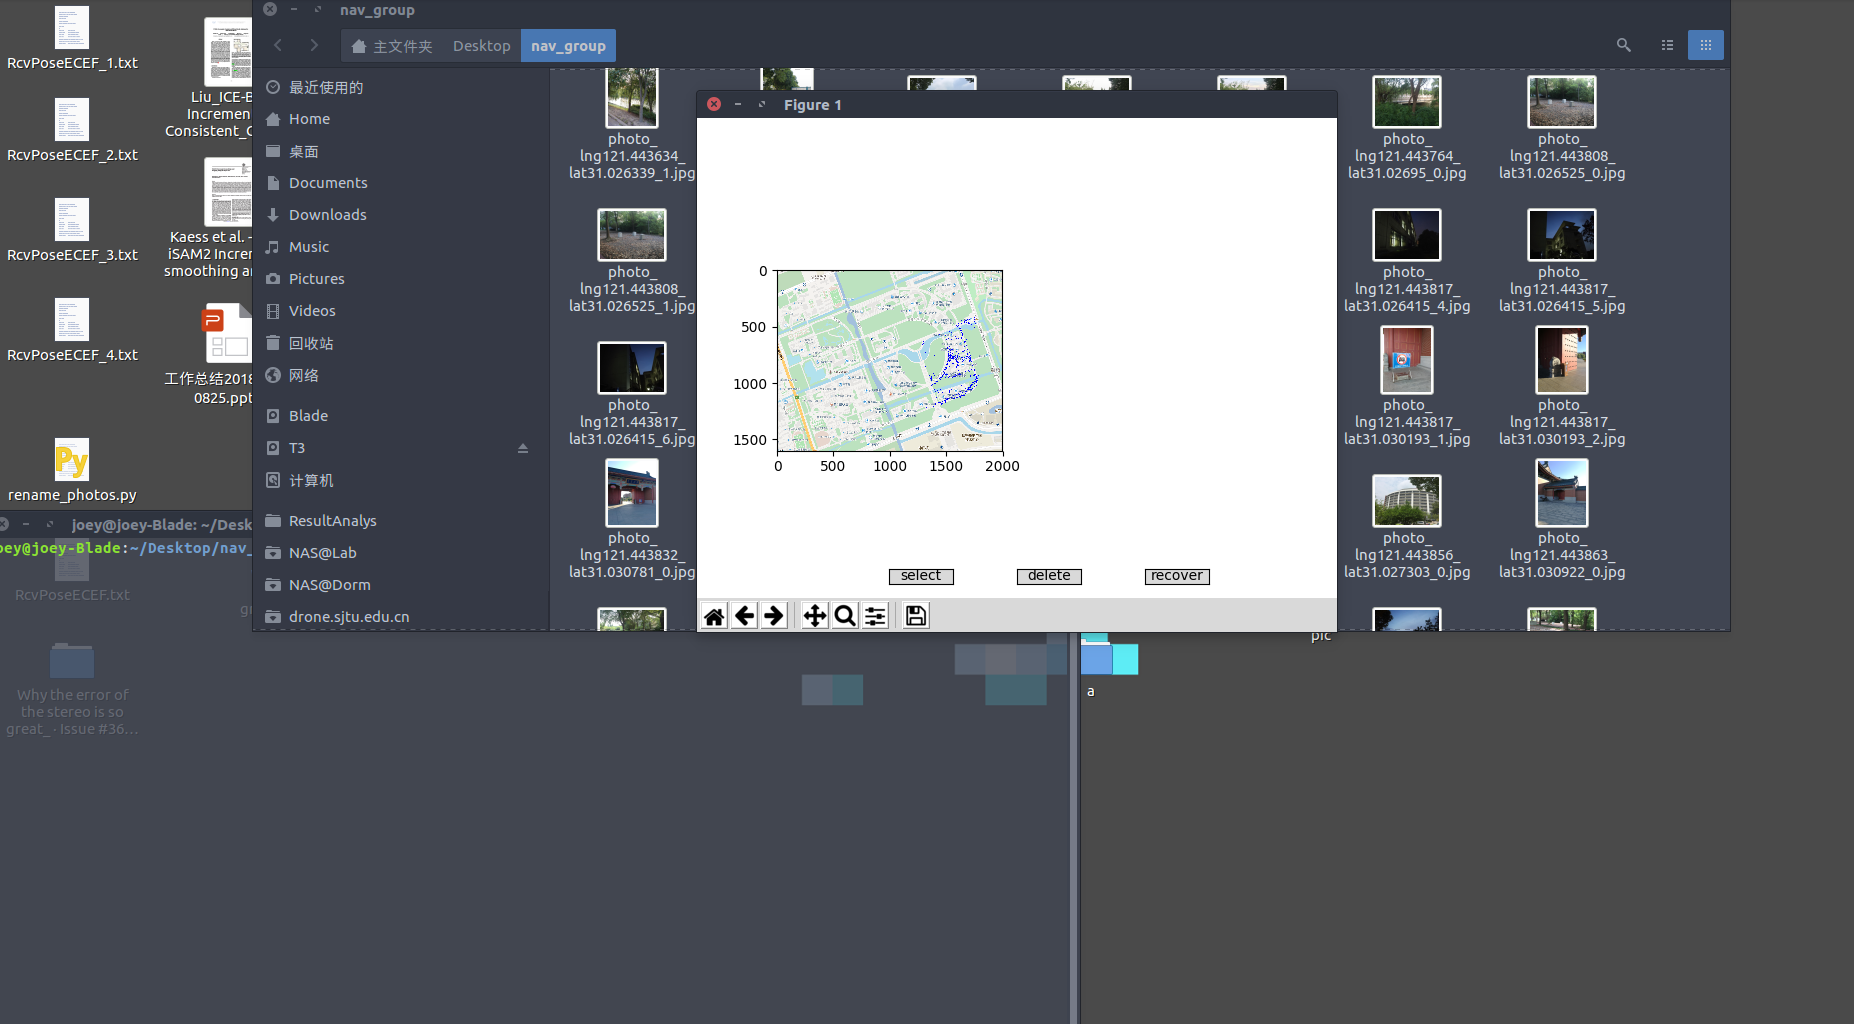 RcvPoseECEF_1.txt
RcvPoseECEF_2.txt
RcvPoseECEF_3.txt
RcvPoseECEF_4.txt
rename_photos.py
Liu_ICE-B
Incremen
Consistent_C
Kaess et al. -
iSAM2 Increm
smoothing a
工作总结2018
0825.ppt
nav_group
主文件夹
Desktop
nav_group
最近使用的
Home
桌面
Documents
Downloads
Music
Pictures
Videos
回收站
网络
Blade
T3
计算机
ResultAnalys
NAS@Lab
NAS@Dorm
drone.sjtu.edu.cn
photo_
lng121.443634_
lat31.026339_1.jpg
photo_
lng121.443764_
lat31.02695_0.jpg
photo_
lng121.443808_
lat31.026525_0.jpg
photo_
lng121.443808_
lat31.026525_1.jpg
photo_
lng121.443817_
lat31.026415_4.jpg
photo_
lng121.443817_
lat31.026415_5.jpg
photo_
lng121.443817_
lat31.026415_6.jpg
photo_
lng121.443817_
lat31.030193_1.jpg
photo_
lng121.443817_
lat31.030193_2.jpg
photo_
lng121.443832_
lat31.030781_0.jpg
photo_
lng121.443856_
lat31.027303_0.jpg
photo_
lng121.443863_
lat31.030922_0.jpg
Figure 1
0
500
1000
1500
0
500
1000
1500
2000
select
delete
recover
joey@joey-Blade: ~/Desk
oey@joey-Blade:~/Desktop/nav_
RcvPoseECEF.txt
gr
Why the error of
the stereo is so
great_ · Issue #36...
pic
a